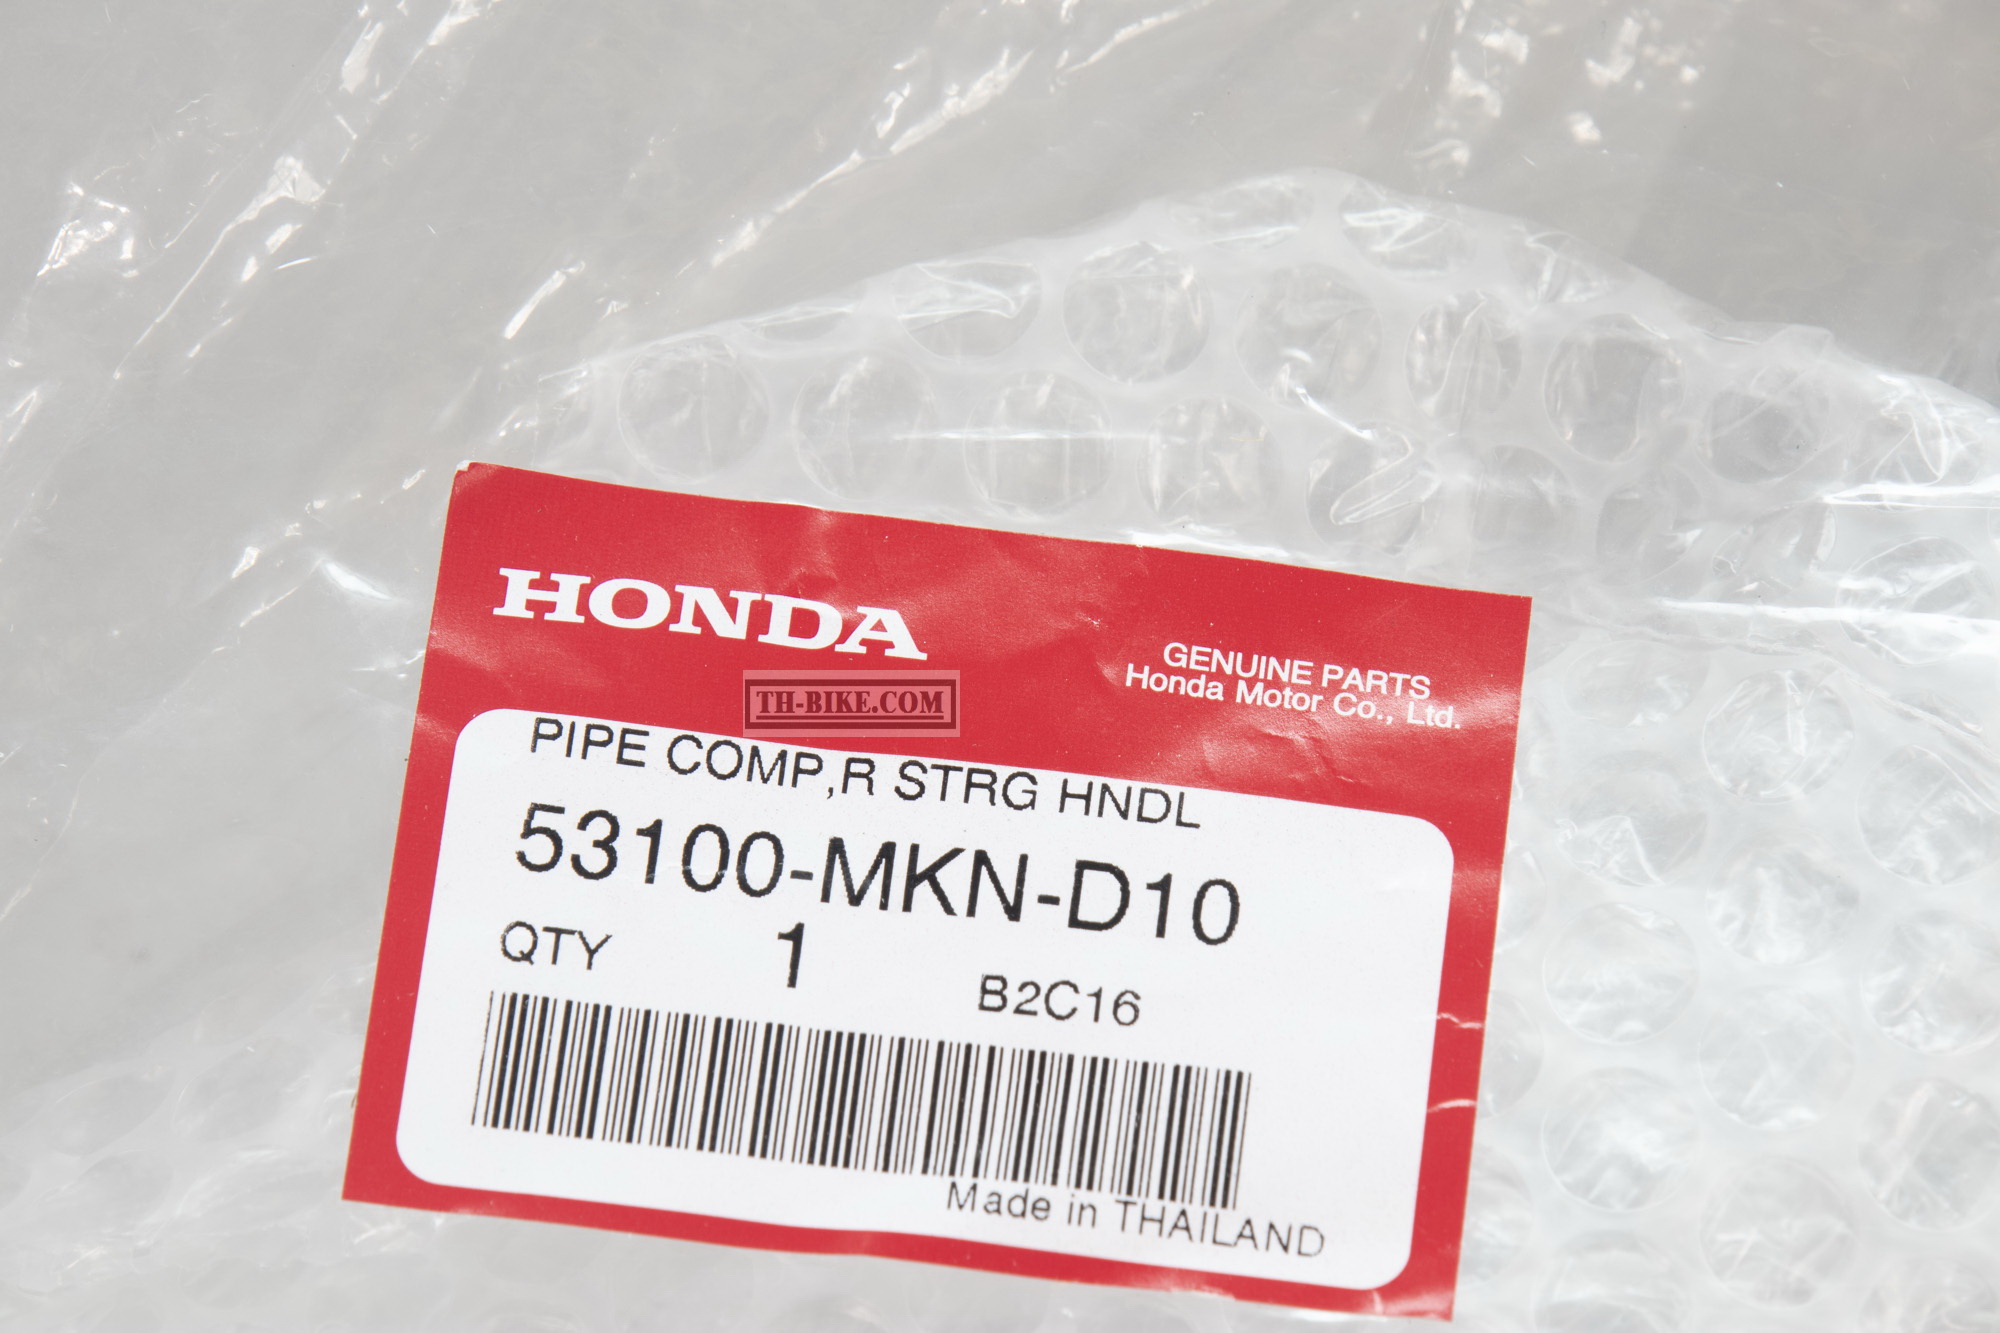 HONDA
GENUINE PARTS
Honda Motor Co., Ltd.
TH-BIKE.COM
PIPE COMP,R STRG HNDL
53100-MKN-D10
QTY 1 B2C16
Made in THAILAND